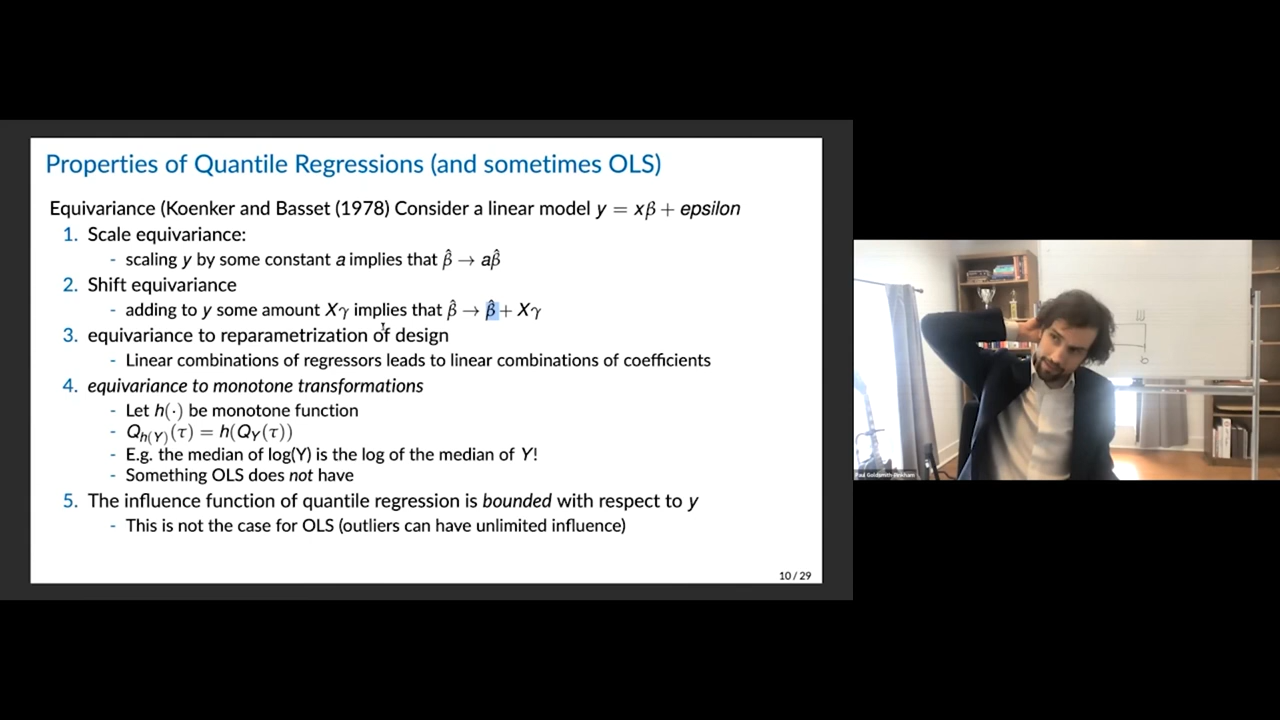 Properties of Quantile Regressions (and sometimes OLS)
Equivariance (Koenker and Basset (1978) Consider a linear model y = xβ + epsilon
1. Scale equivariance:
- scaling y by some constant a implies that β̂ → aβ̂
2. Shift equivariance
- adding to y some amount Xγ implies that β̂ → β̂ + Xγ
3. equivariance to reparametrization of design
- Linear combinations of regressors leads to linear combinations of coefficients
4. equivariance to monotone transformations
- Let h(·) be monotone function
- Q_{h(Y)}(τ) = h(Q_Y(τ))
- E.g. the median of log(Y) is the log of the median of Y!
- Something OLS does not have
5. The influence function of quantile regression is bounded with respect to y
- This is not the case for OLS (outliers can have unlimited influence)
10 / 29
Paul Goldsmith-Pinkham